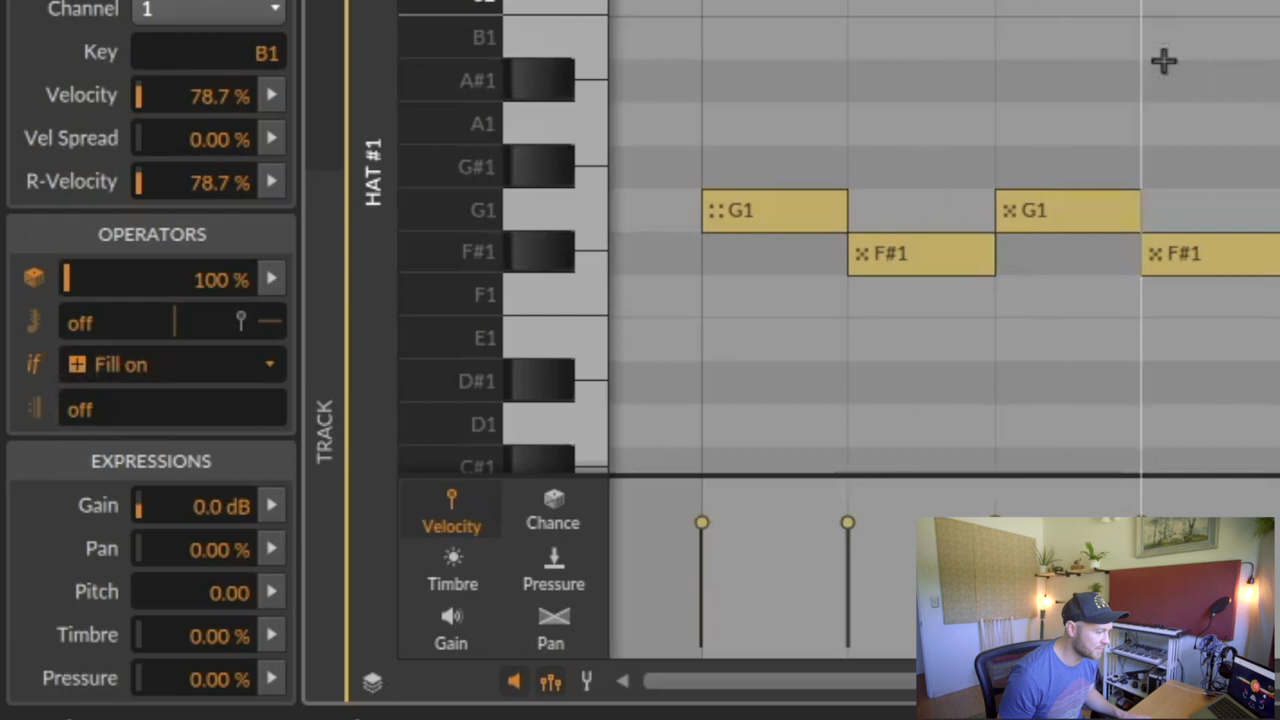 Channel 1
Key B1
Velocity 78.7 %
Vel Spread 0.00 %
R-Velocity 78.7 %
OPERATORS
100 %
off
if Fill on
off
EXPRESSIONS
Gain 0.0 dB
Pan 0.00 %
Pitch 0.00
Timbre 0.00 %
Pressure 0.00 %
TRACK
HAT #1
B1
A#1
A1
G#1
G1
F#1
F1
E1
D#1
D1
C#1
G1
G1
F#1
F#1
Velocity
Chance
Timbre
Pressure
Gain
Pan